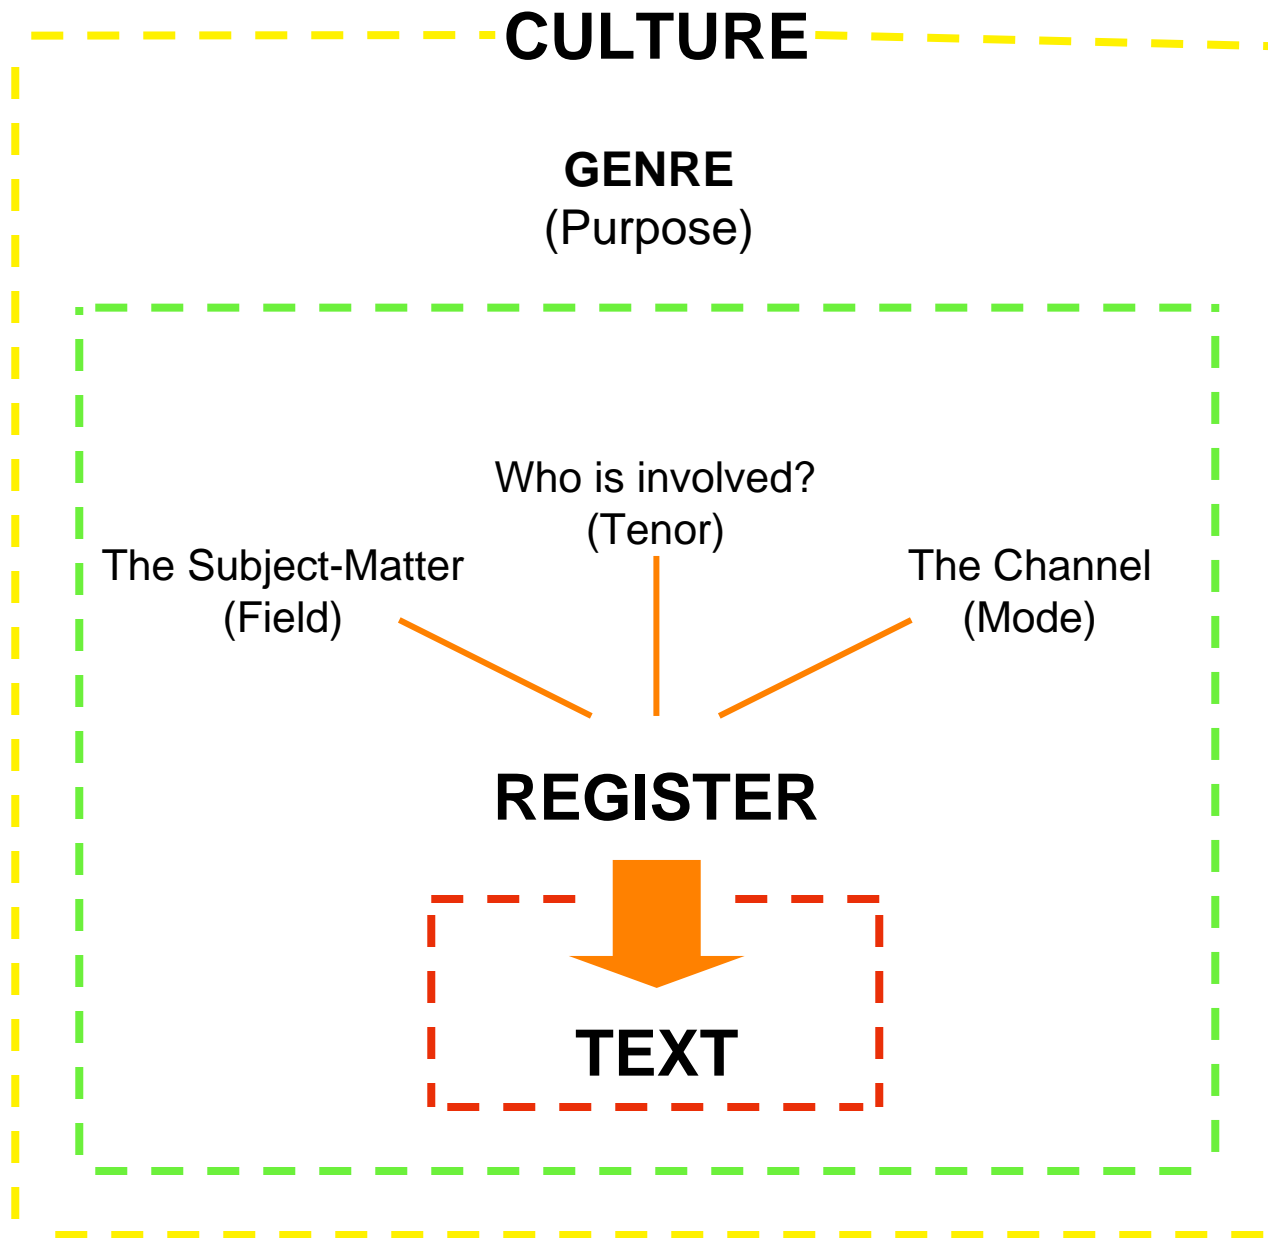 CULTURE
GENRE
(Purpose)
Who is involved?
(Tenor)
The Subject-Matter
(Field)
The Channel
(Mode)
REGISTER
TEXT